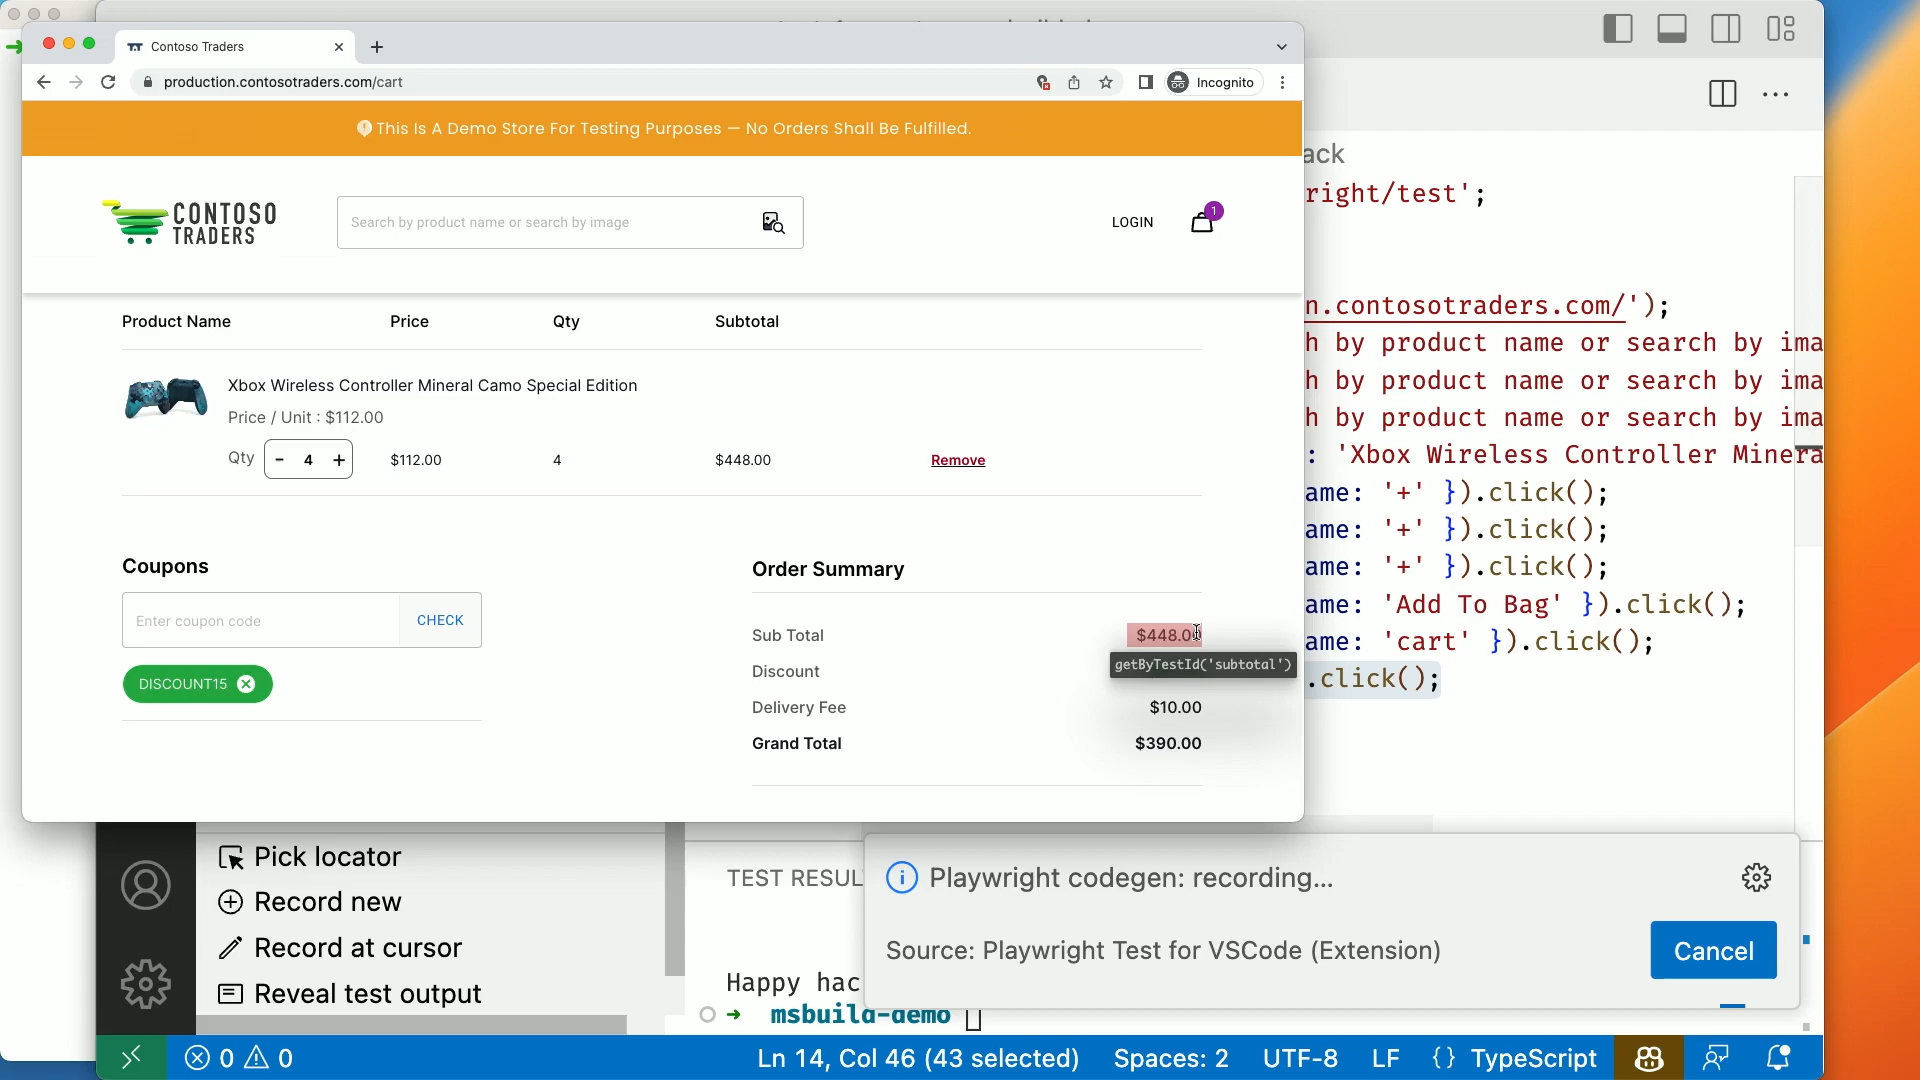 Contoso Traders
production.contosotraders.com/cart
Incognito
This Is A Demo Store For Testing Purposes — No Orders Shall Be Fulfilled.
CONTOSO
TRADERS
Search by product name or search by image
LOGIN
1
Product Name Price Qty Subtotal
Xbox Wireless Controller Mineral Camo Special Edition
Price / Unit : $112.00
Qty - 4 + $112.00 4 $448.00 Remove
Coupons
Enter coupon code CHECK
DISCOUNT15
Order Summary
Sub Total $448.00
getByTestId('subtotal')
Discount
Delivery Fee $10.00
Grand Total $390.00
ack
right/test';
n.contosotraders.com/');
h by product name or search by ima
h by product name or search by ima
h by product name or search by ima
: 'Xbox Wireless Controller Minera
ame: '+' }).click();
ame: '+' }).click();
ame: '+' }).click();
ame: 'Add To Bag' }).click();
ame: 'cart' }).click();
.click();
Pick locator
Record new
Record at cursor
Reveal test output
TEST RESUL
Happy hac
→ msbuild-demo
Playwright codegen: recording...
Source: Playwright Test for VSCode (Extension)
Cancel
0 0
Ln 14, Col 46 (43 selected) Spaces: 2 UTF-8 LF {} TypeScript